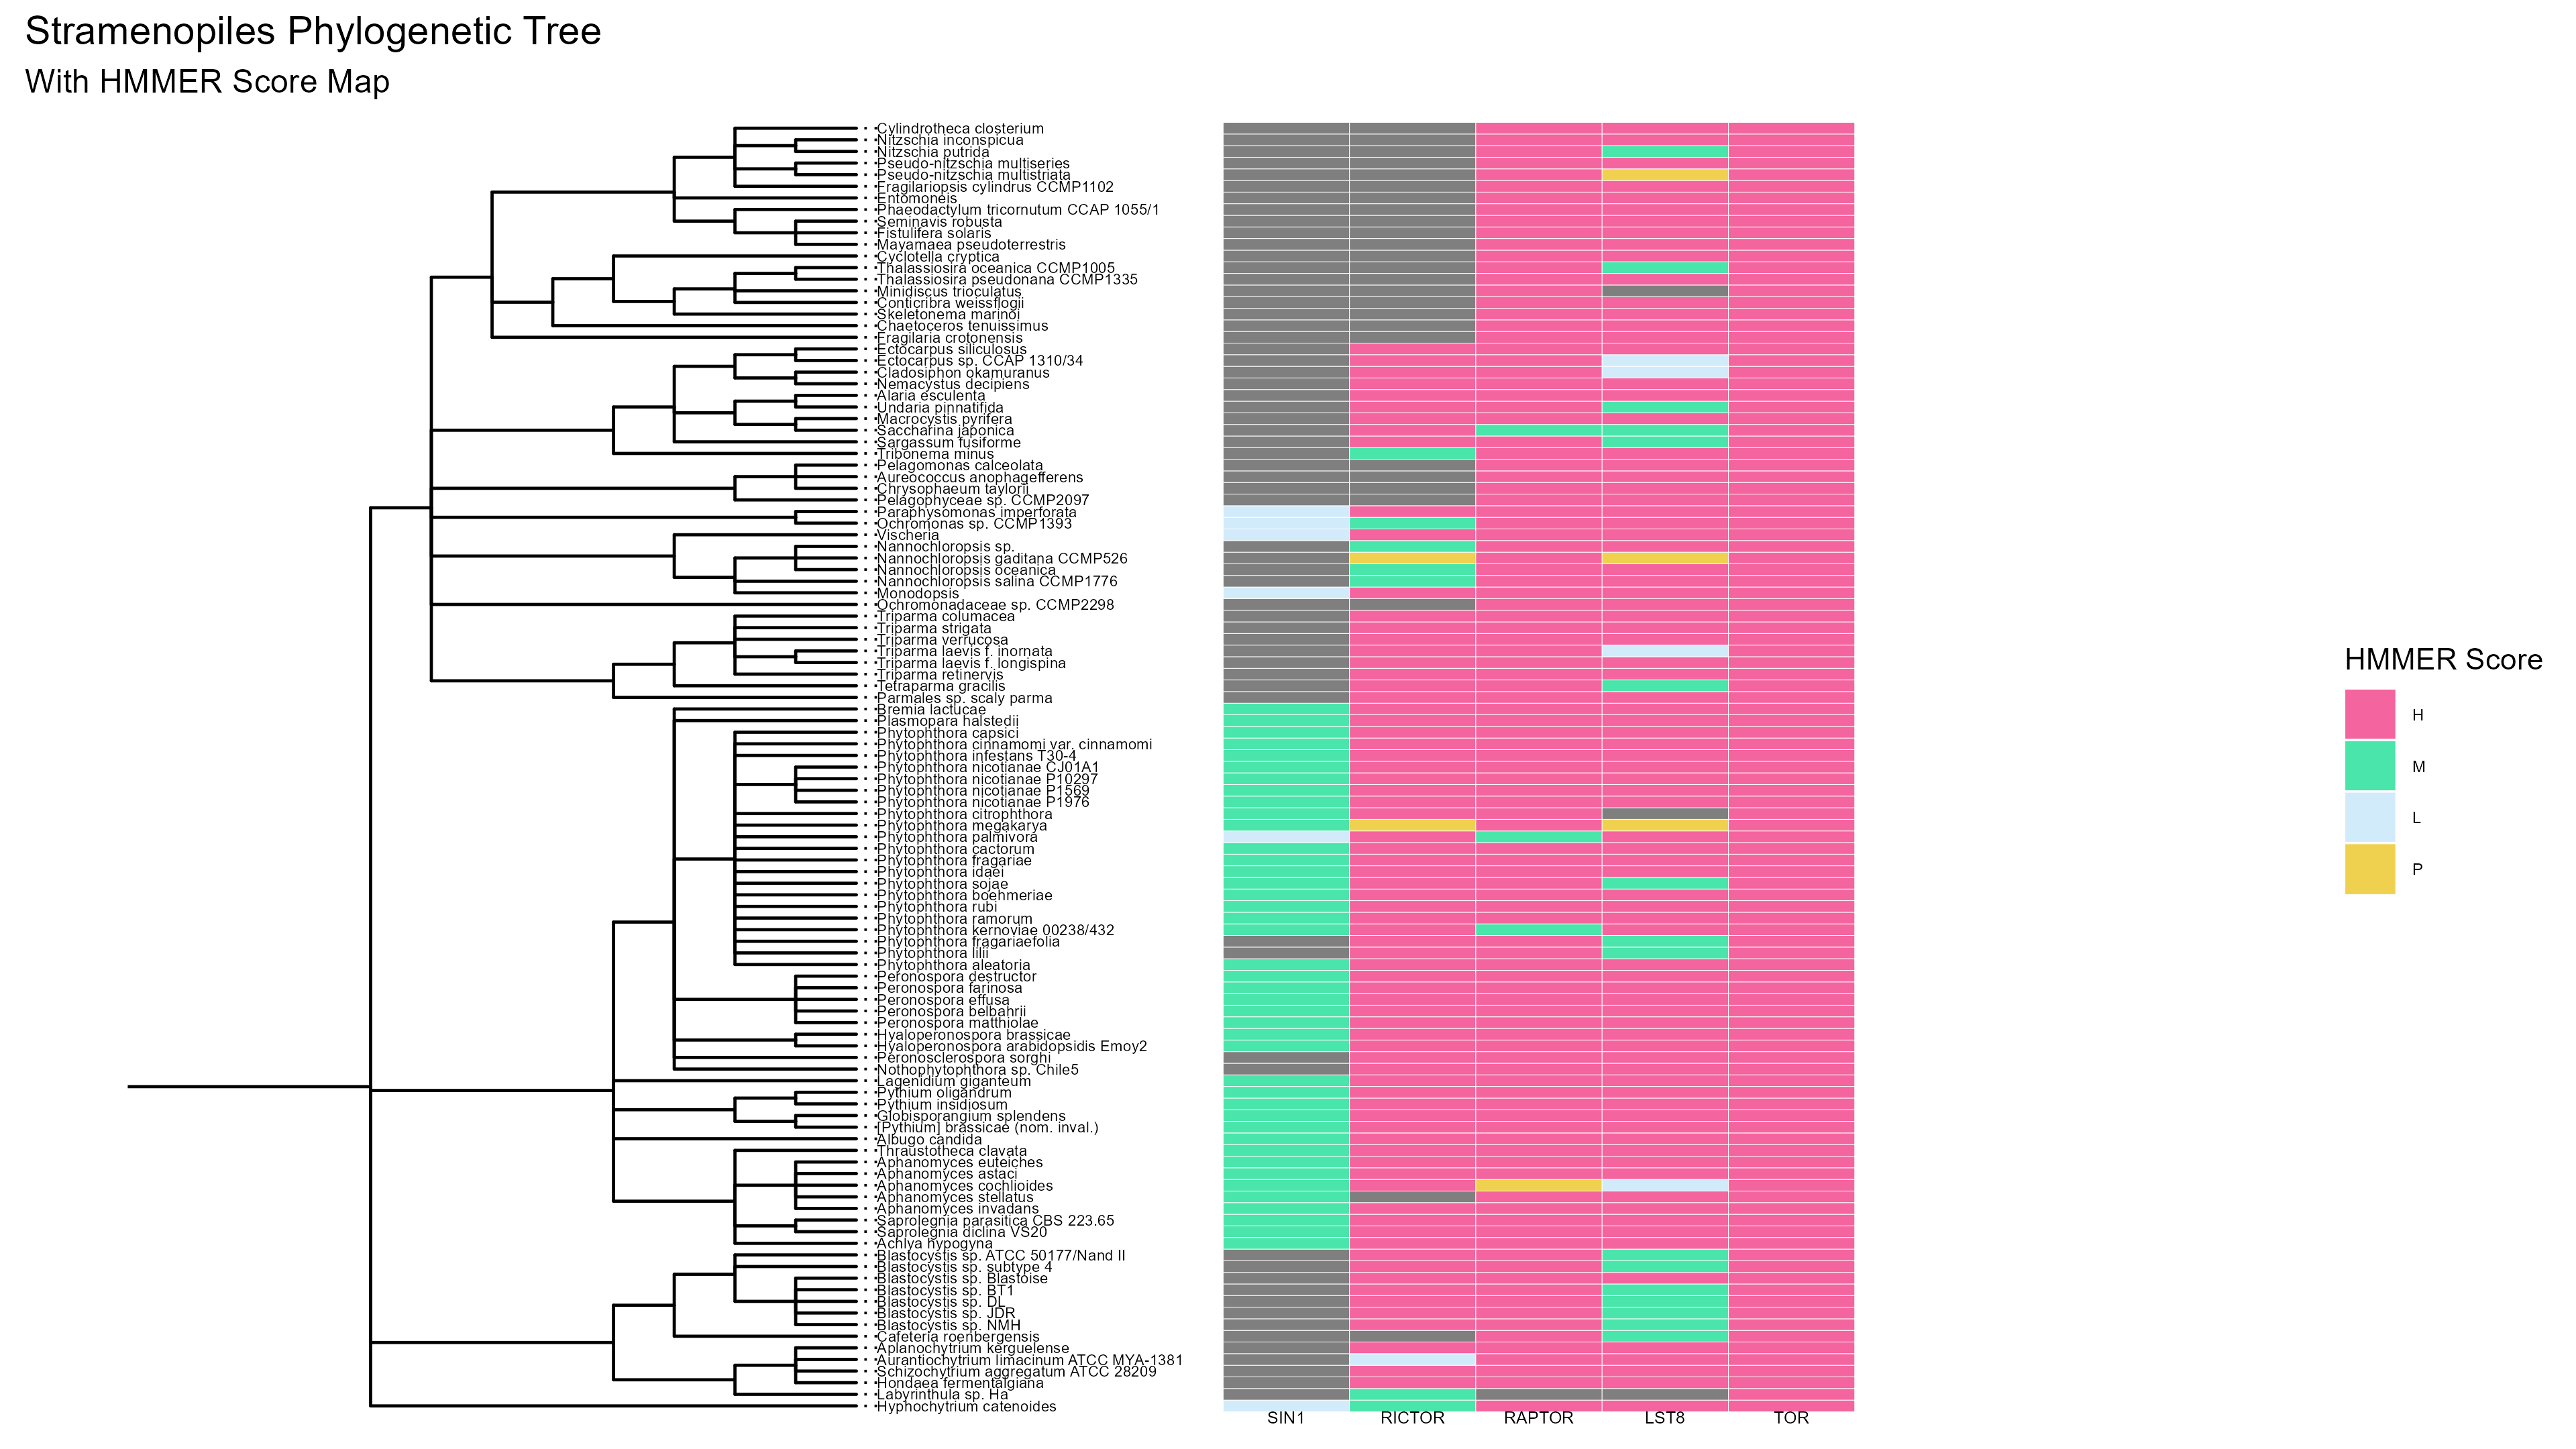 Stramenopiles Phylogenetic Tree
With HMMER Score Map
Cylindrotheca closterium
Nitzschia inconspicua
Nitzschia putrida
Pseudo-nitzschia multiseries
Pseudo-nitzschia multistriata
Fragilariopsis cylindrus CCMP1102
Entomoneis
Phaeodactylum tricornutum CCAP 1055/1
Seminavis robusta
Fistulifera solaris
Mayamaea pseudoterrestris
Cyclotella cryptica
Thalassiosira oceanica CCMP1005
Thalassiosira pseudonana CCMP1335
Minidiscus trioculatus
Conticribra weissflogii
Skeletonema marinoi
Chaetoceros tenuissimus
Fragilaria crotonensis
Ectocarpus siliculosus
Ectocarpus sp. CCAP 1310/34
Cladosiphon okamuranus
Nemacystus decipiens
Alaria esculenta
Undaria pinnatifida
Macrocystis pyrifera
Saccharina japonica
Sargassum fusiforme
Tribonema minus
Pelagomonas calceolata
Aureococcus anophagefferens
Chrysophaeum taylorii
Pelagophyceae sp. CCMP2097
Paraphysomonas imperforata
Ochromonas sp. CCMP1393
Vischeria
Nannochloropsis sp.
Nannochloropsis gaditana CCMP526
Nannochloropsis oceanica
Nannochloropsis salina CCMP1776
Monodopsis
Ochromonadaceae sp. CCMP2298
Triparma columacea
Triparma strigata
Triparma verrucosa
Triparma laevis f. inornata
Triparma laevis f. longispina
Triparma retinervis
Tetraparma gracilis
Parmales sp. scaly parma
Bremia lactucae
Plasmopara halstedii
Phytophthora capsici
Phytophthora cinnamomi var. cinnamomi
Phytophthora infestans T30-4
Phytophthora nicotianae CJ01A1
Phytophthora nicotianae P10297
Phytophthora nicotianae P1569
Phytophthora nicotianae P1976
Phytophthora citrophthora
Phytophthora megakarya
Phytophthora palmivora
Phytophthora cactorum
Phytophthora fragariae
Phytophthora idaei
Phytophthora sojae
Phytophthora boehmeriae
Phytophthora rubi
Phytophthora ramorum
Phytophthora kernoviae 00238/432
Phytophthora fragariaefolia
Phytophthora lilii
Phytophthora aleatoria
Peronospora destructor
Peronospora farinosa
Peronospora effusa
Peronospora belbahrii
Peronospora matthiolae
Hyaloperonospora brassicae
Hyaloperonospora arabidopsidis Emoy2
Peronosclerospora sorghi
Nothophytophthora sp. Chile5
Lagenidium giganteum
Pythium oligandrum
Pythium insidiosum
Globisporangium splendens
[Pythium] brassicae (nom. inval.)
Albugo candida
Thraustotheca clavata
Aphanomyces euteiches
Aphanomyces astaci
Aphanomyces cochlioides
Aphanomyces stellatus
Aphanomyces invadans
Saprolegnia parasitica CBS 223.65
Saprolegnia diclina VS20
Achlya hypogyna
Blastocystis sp. ATCC 50177/Nand II
Blastocystis sp. subtype 4
Blastocystis sp. Blastoise
Blastocystis sp. BT1
Blastocystis sp. DL
Blastocystis sp. JDR
Blastocystis sp. NMH
Cafeteria roenbergensis
Aplanochytrium kerguelense
Aurantiochytrium limacinum ATCC MYA-1381
Schizochytrium aggregatum ATCC 28209
Hondaea fermentalgiana
Labyrinthula sp. Ha
Hyphochytrium catenoides
SIN1 RICTOR RAPTOR LST8 TOR
HMMER Score
H
M
L
P